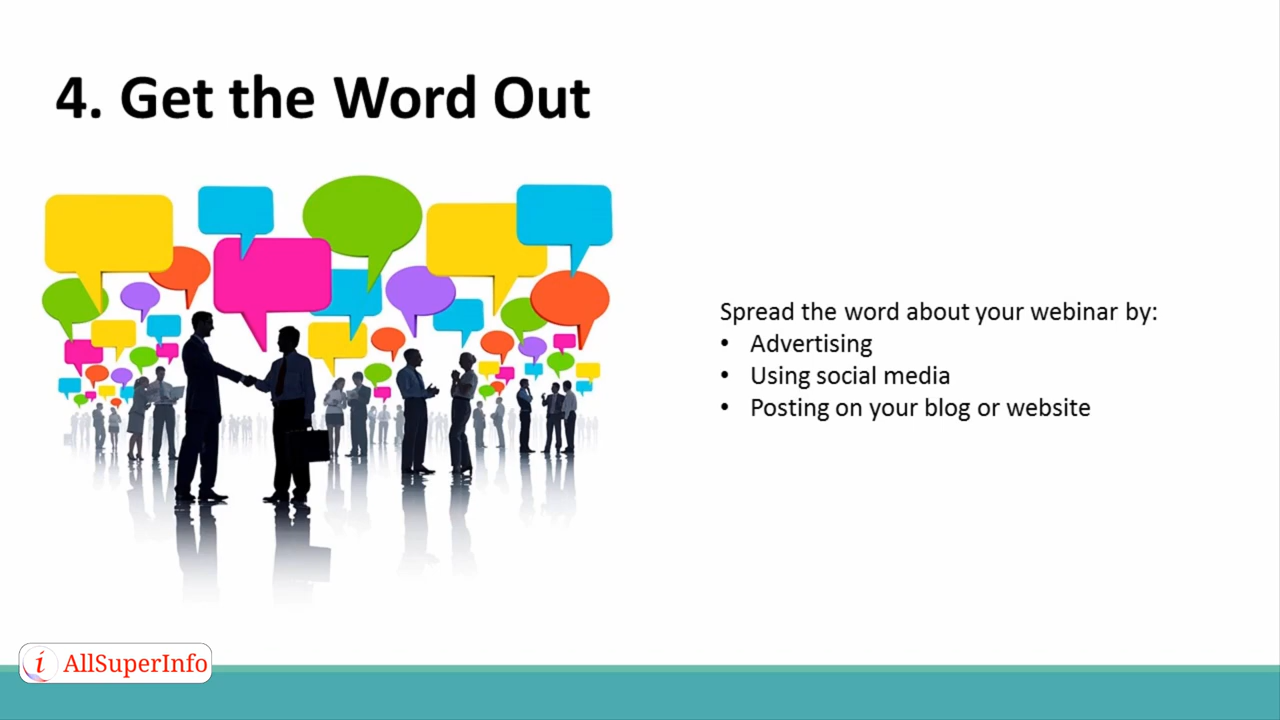 4. Get the Word Out
Spread the word about your webinar by:
• Advertising
• Using social media
• Posting on your blog or website
i AllSuperInfo